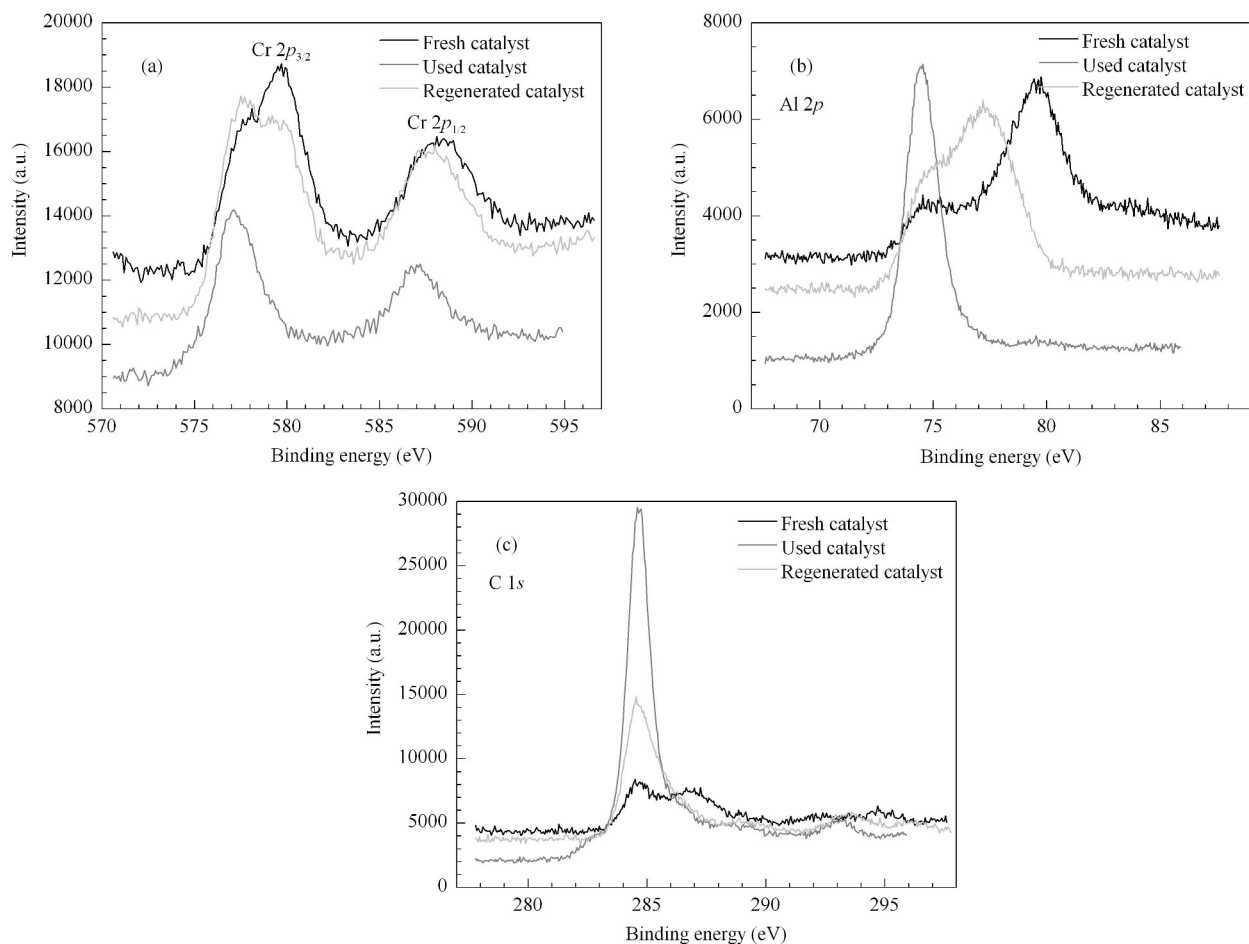 20000
18000
16000
14000
12000
10000
8000
570
575
580
585
590
595
Intensity (a.u.)
Binding energy (eV)
(a)
Cr 2p3/2
Cr 2p1/2
Fresh catalyst
Used catalyst
Regenerated catalyst
8000
6000
4000
2000
0
70
75
80
85
Intensity (a.u.)
Binding energy (eV)
(b)
Al 2p
Fresh catalyst
Used catalyst
Regenerated catalyst
30000
25000
20000
15000
10000
5000
0
280
285
290
295
Intensity (a.u.)
Binding energy (eV)
(c)
C 1s
Fresh catalyst
Used catalyst
Regenerated catalyst